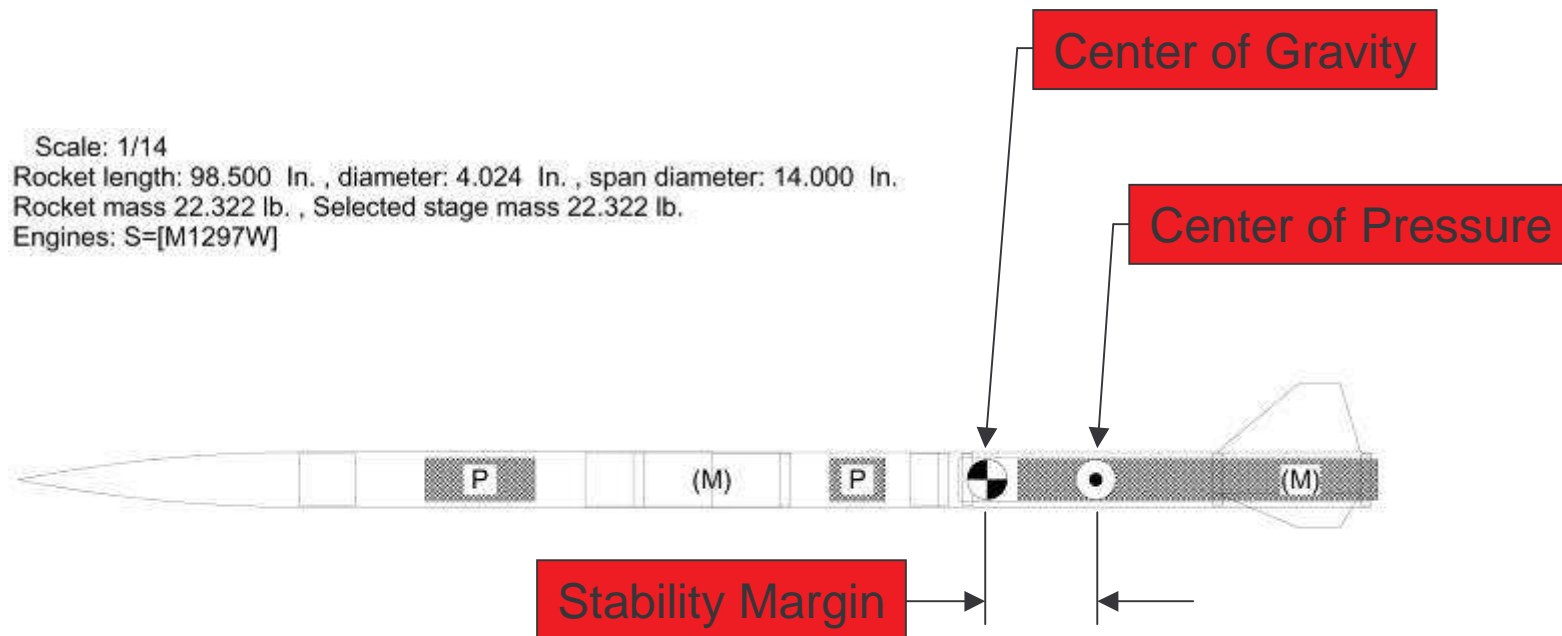 Center of Gravity
Scale: 1/14
Rocket length: 98.500 In. , diameter: 4.024 In. , span diameter: 14.000 In.
Rocket mass 22.322 lb. , Selected stage mass 22.322 lb.
Engines: S=[M1297W]
Center of Pressure
P
(M)
P
(M)
Stability Margin